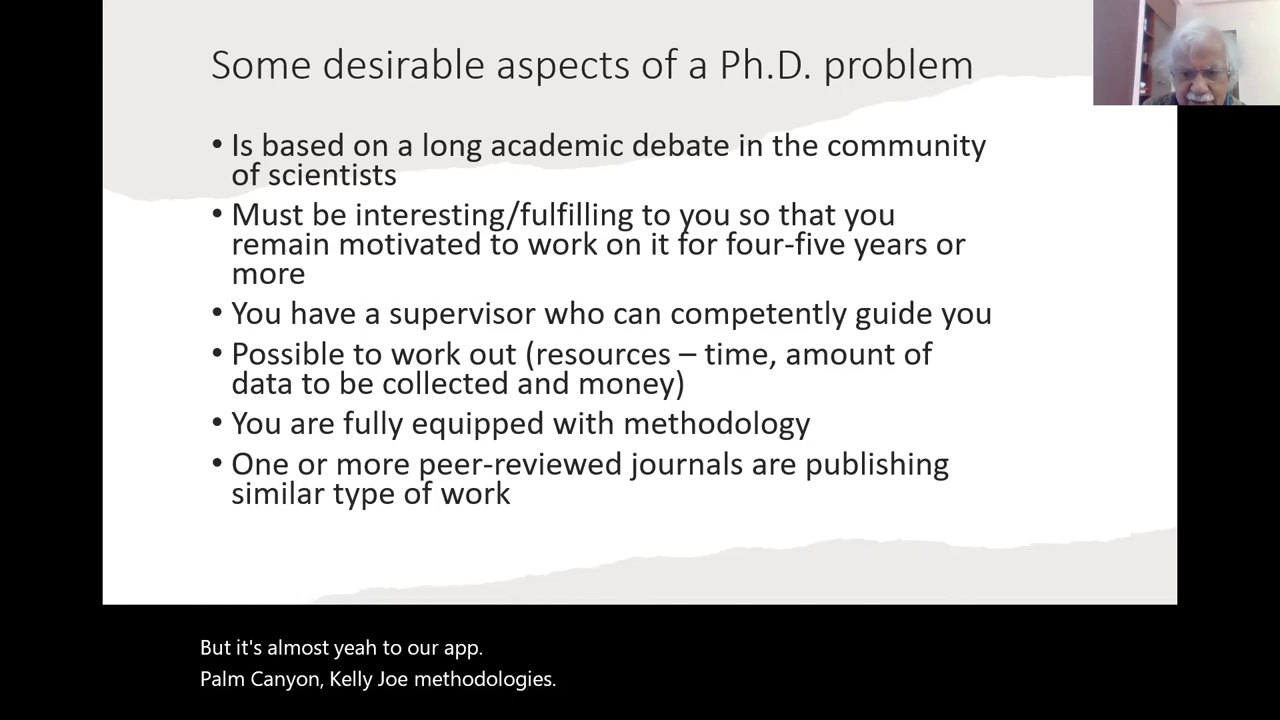 Some desirable aspects of a Ph.D. problem
• Is based on a long academic debate in the community
of scientists
• Must be interesting/fulfilling to you so that you
remain motivated to work on it for four-five years or
more
• You have a supervisor who can competently guide you
• Possible to work out (resources – time, amount of
data to be collected and money)
• You are fully equipped with methodology
• One or more peer-reviewed journals are publishing
similar type of work
But it's almost yeah to our app.
Palm Canyon, Kelly Joe methodologies.